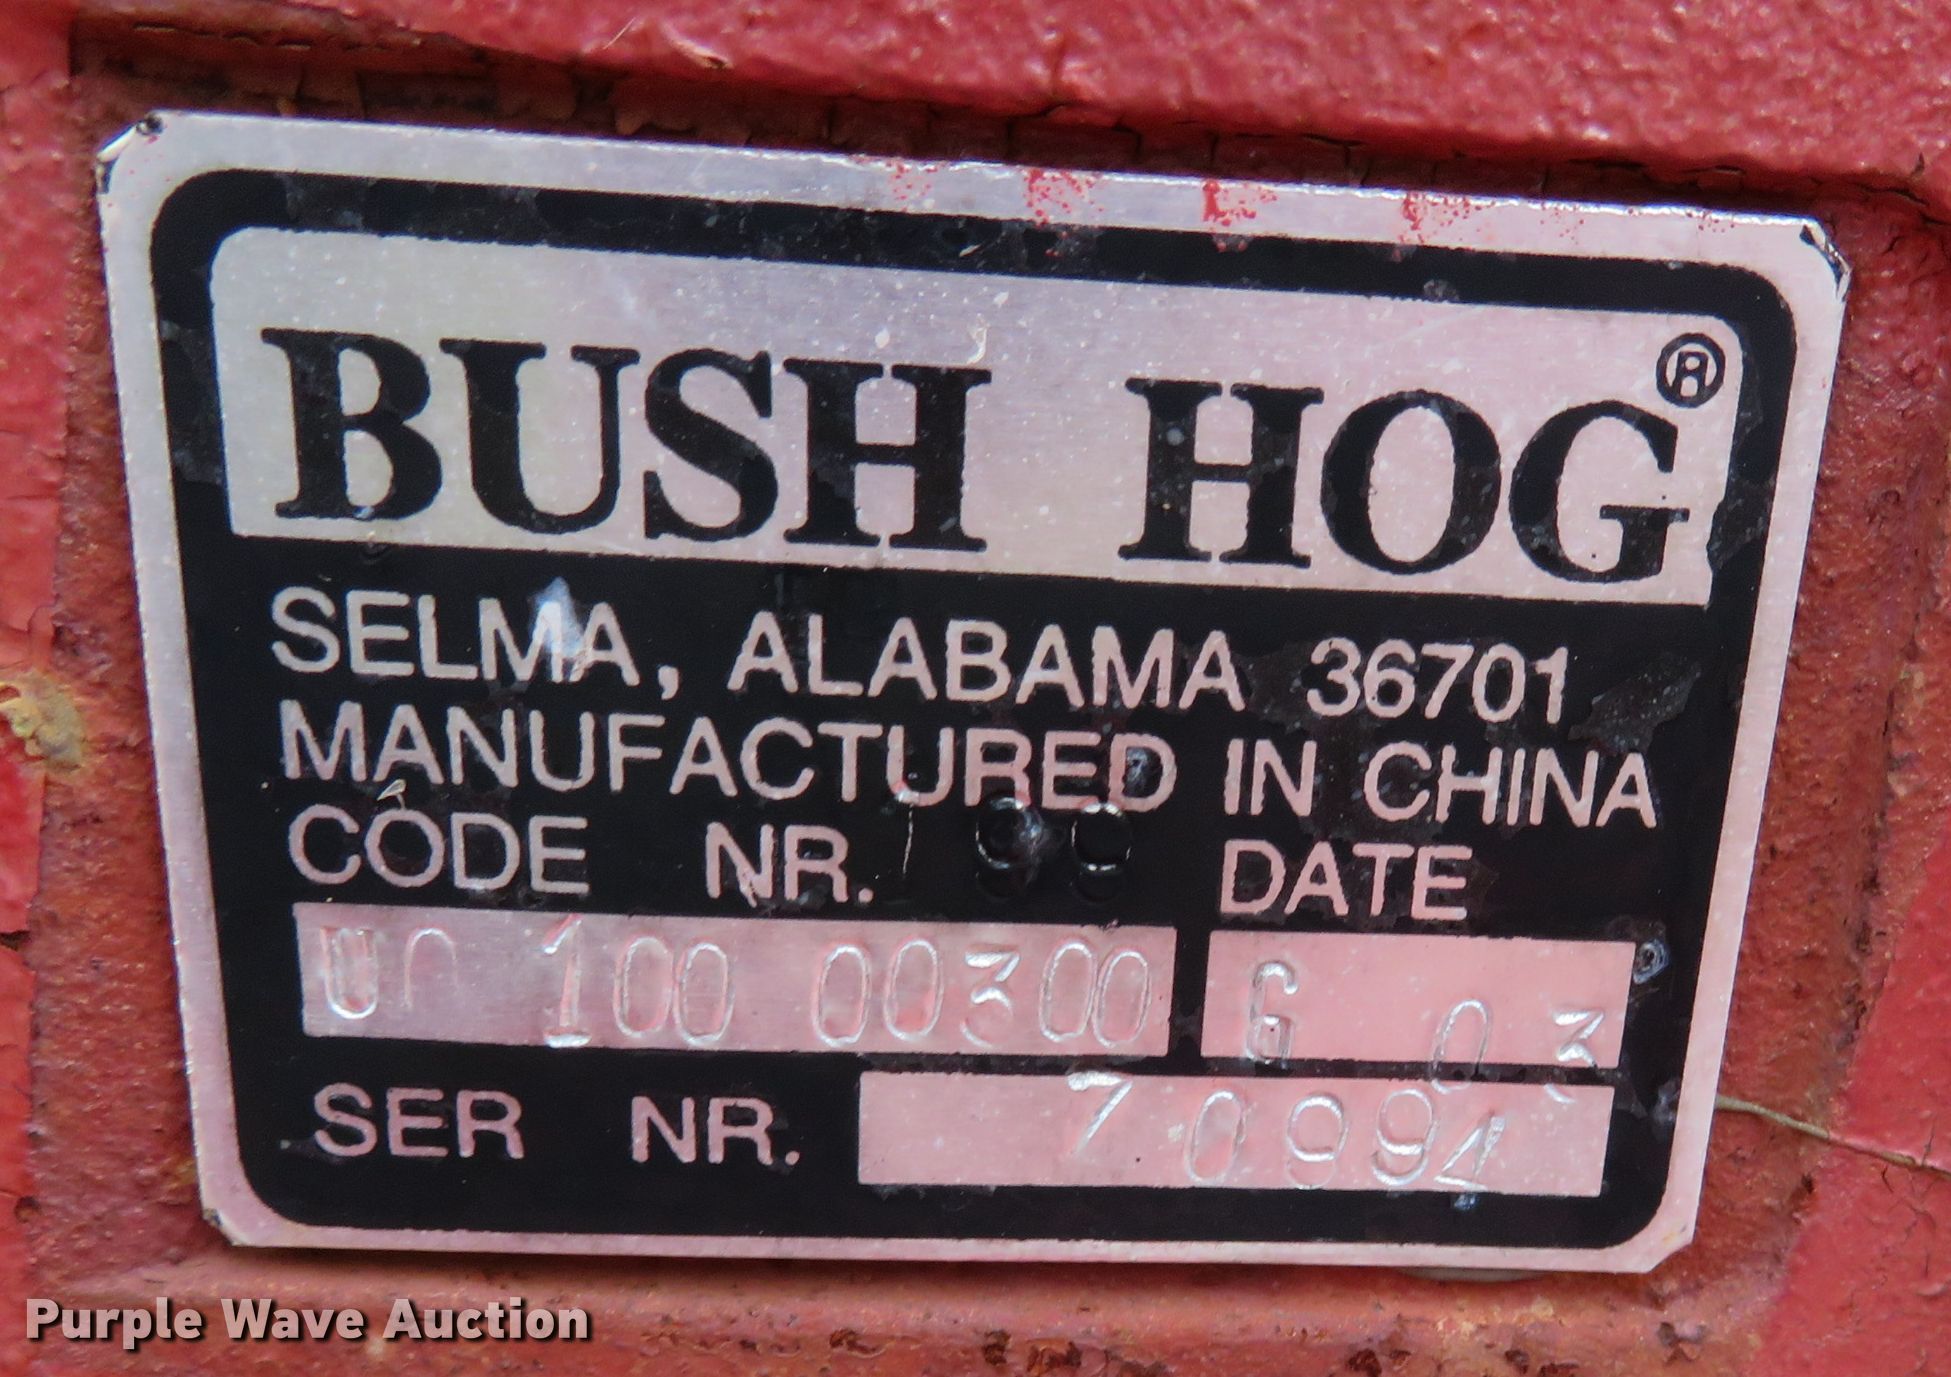 BUSH HOG®
SELMA, ALABAMA 36701
MANUFACTURED IN CHINA
CODE NR. DATE
100 00300 6 03
SER NR. 70994
Purple Wave Auction